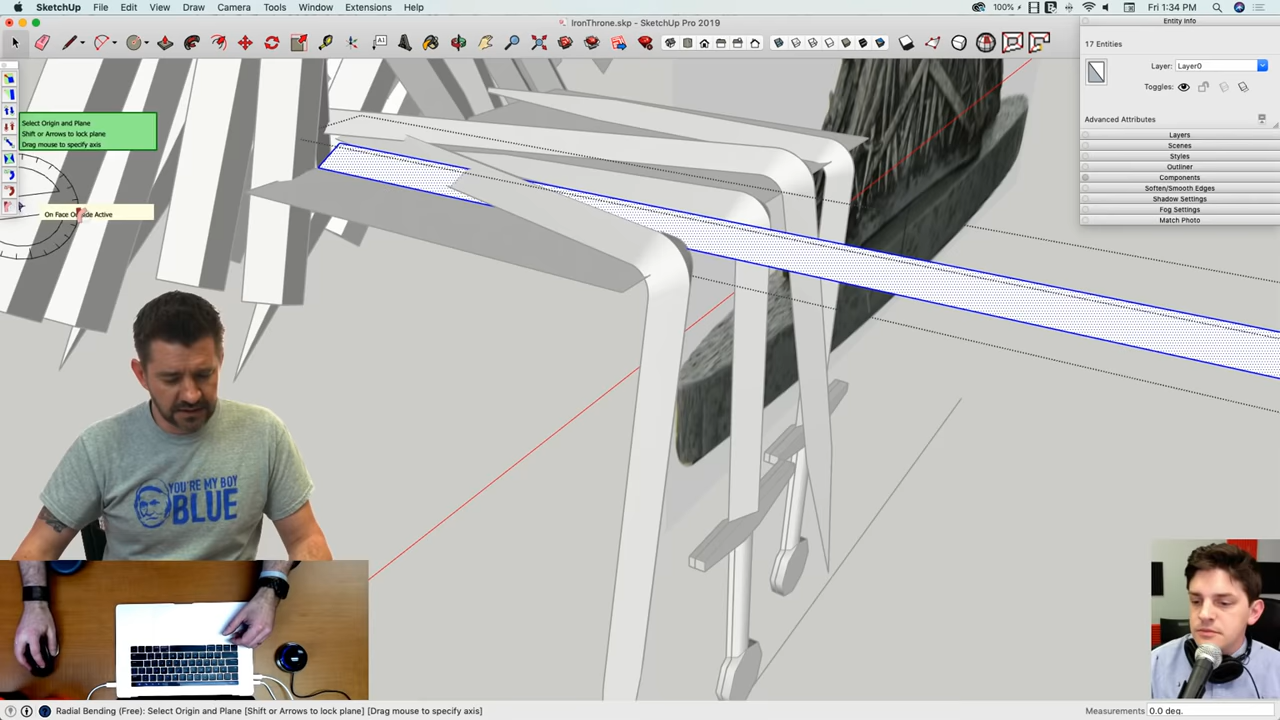 SketchUp File Edit View Draw Camera Tools Window Extensions Help
100% Fri 1:34 PM
IronThrone.skp - SketchUp Pro 2019
Entity Info
17 Entities
Layer: Layer0
Toggles:
Advanced Attributes
Layers
Scenes
Styles
Outliner
Components
Soften/Smooth Edges
Shadow Settings
Fog Settings
Match Photo
Select Origin and Plane
Shift or Arrows to lock plane
Drag mouse to specify axis
YOU'RE MY BOY
BLUE
Radial Bending (Free): Select Origin and Plane [Shift or Arrows to lock plane] [Drag mouse to specify axis]
Measurements 0.0 deg.